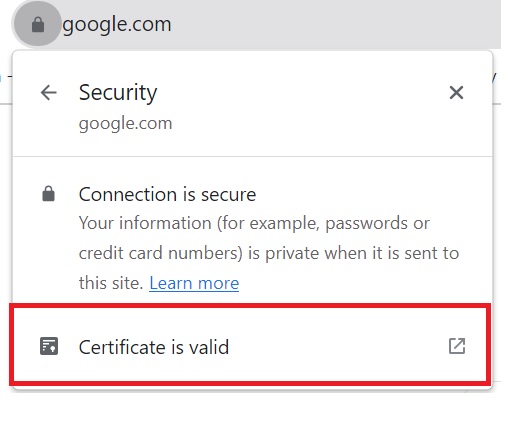 google.com
Security
google.com
Connection is secure
Your information (for example, passwords or
credit card numbers) is private when it is sent to
this site. Learn more
Certificate is valid